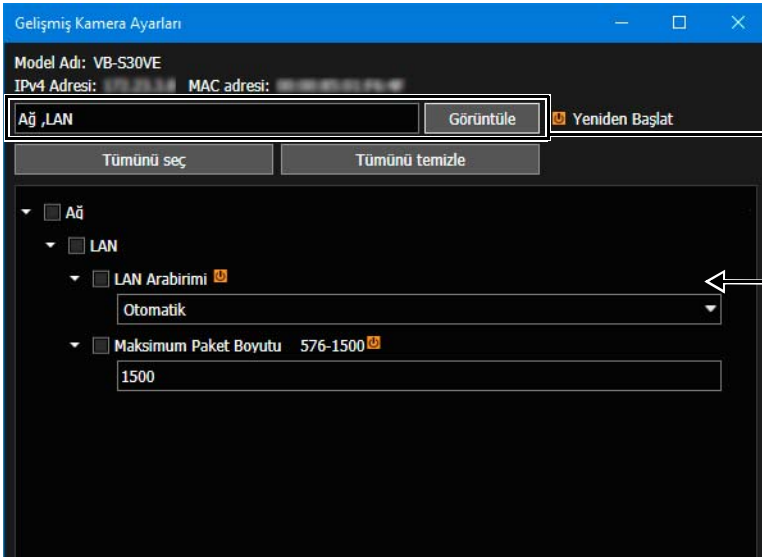 Gelişmiş Kamera Ayarları
Model Adı: VB-S30VE
IPv4 Adresi: MAC adresi:
Ağ ,LAN Görüntüle Yeniden Başlat
Tümünü seç Tümünü temizle
Ağ
LAN
LAN Arabirimi
Otomatik
Maksimum Paket Boyutu 576-1500
1500